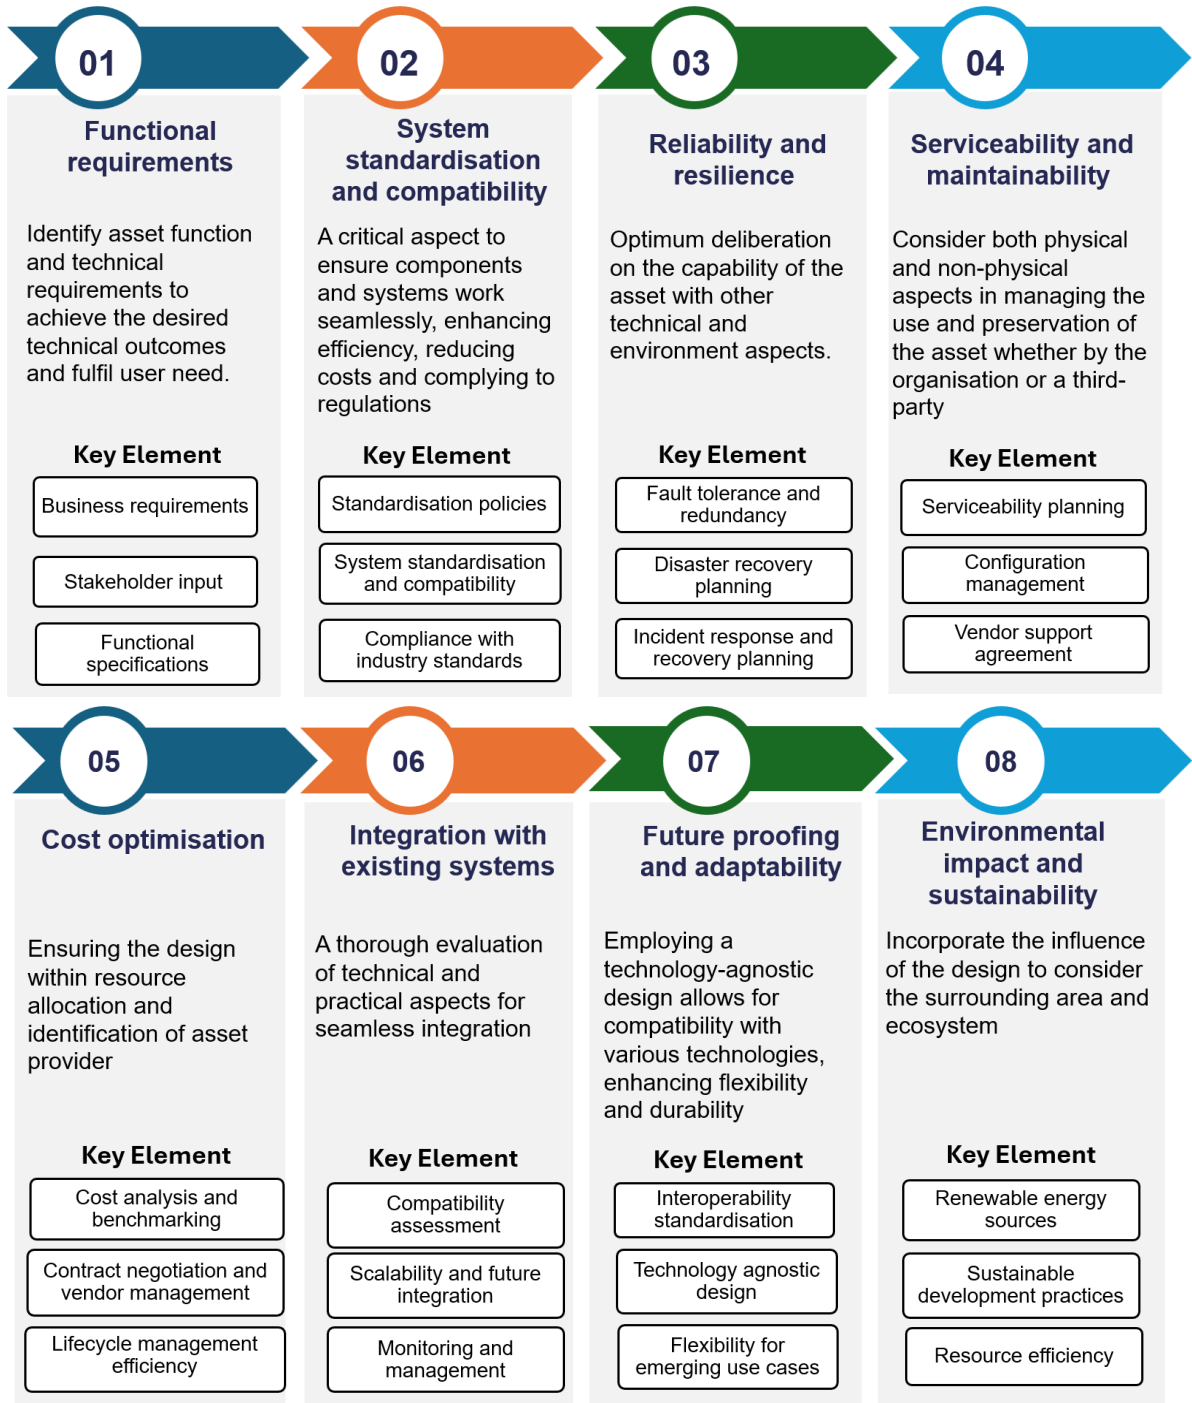 01
Functional
requirements
Identify asset function
and technical
requirements to
achieve the desired
technical outcomes
and fulfil user need.
Key Element
Business requirements
Stakeholder input
Functional
specifications
02
System
standardisation
and compatibility
A critical aspect to
ensure components
and systems work
seamlessly, enhancing
efficiency, reducing
costs and complying to
regulations
Key Element
Standardisation policies
System standardisation
and compatibility
Compliance with
industry standards
03
Reliability and
resilience
Optimum deliberation
on the capability of the
asset with other
technical and
environment aspects.
Key Element
Fault tolerance and
redundancy
Disaster recovery
planning
Incident response and
recovery planning
04
Serviceability and
maintainability
Consider both physical
and non-physical
aspects in managing the
use and preservation of
the asset whether by the
organisation or a third-
party
Key Element
Serviceability planning
Configuration
management
Vendor support
agreement
05
Cost optimisation
Ensuring the design
within resource
allocation and
identification of asset
provider
Key Element
Cost analysis and
benchmarking
Contract negotiation and
vendor management
Lifecycle management
efficiency
06
Integration with
existing systems
A thorough evaluation
of technical and
practical aspects for
seamless integration
Key Element
Compatibility
assessment
Scalability and future
integration
Monitoring and
management
07
Future proofing
and adaptability
Employing a
technology-agnostic
design allows for
compatibility with
various technologies,
enhancing flexibility
and durability
Key Element
Interoperability
standardisation
Technology agnostic
design
Flexibility for
emerging use cases
08
Environmental
impact and
sustainability
Incorporate the influence
of the design to consider
the surrounding area and
ecosystem
Key Element
Renewable energy
sources
Sustainable
development practices
Resource efficiency